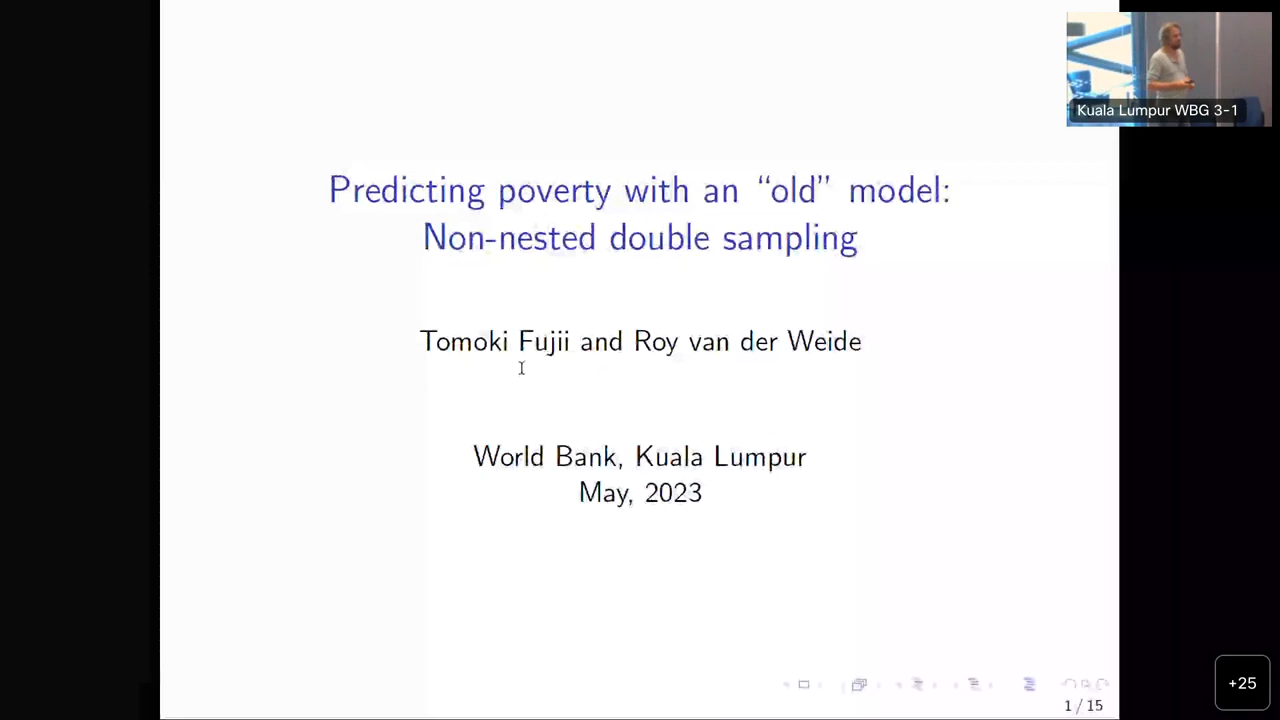 Kuala Lumpur WBG 3-1
Predicting poverty with an “old” model:
Non-nested double sampling
Tomoki Fujii and Roy van der Weide
World Bank, Kuala Lumpur
May, 2023
+25
1 / 15